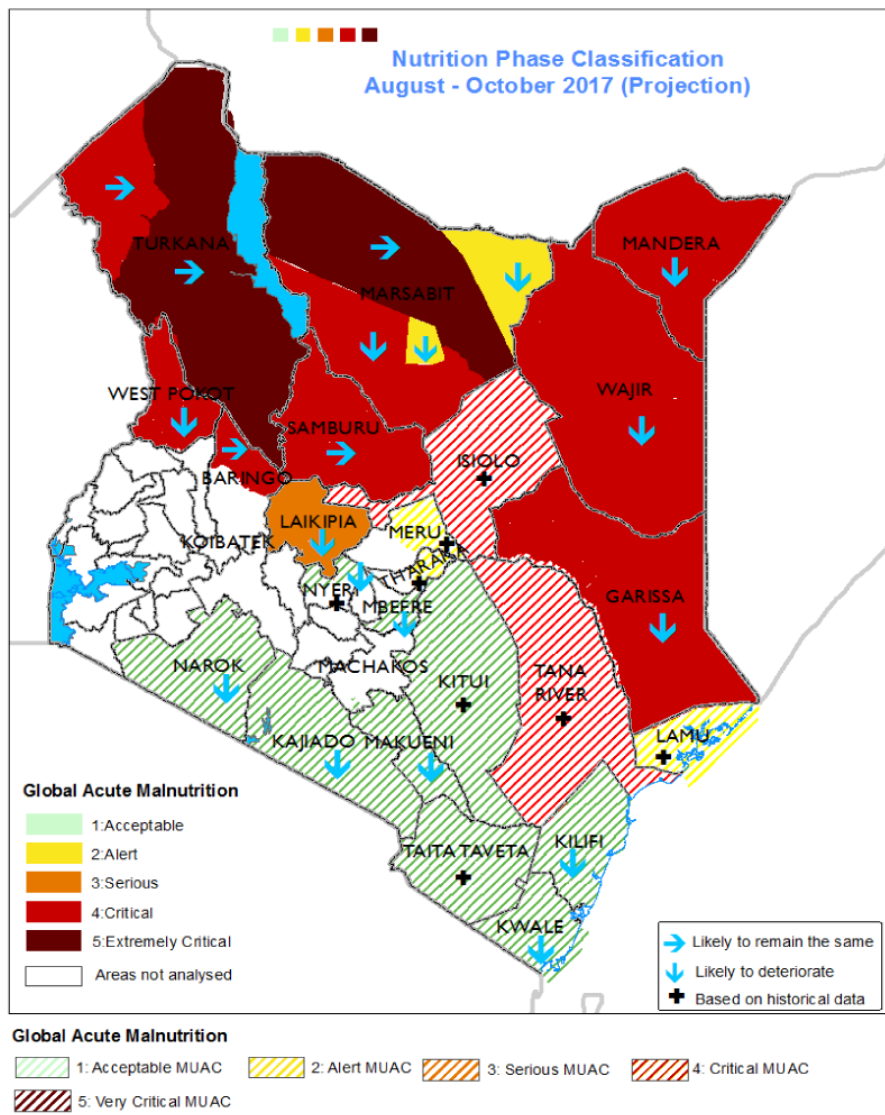 Nutrition Phase Classification
August - October 2017 (Projection)
TURKANA
MANDERA
MARSABIT
WEST POKOT
WAJIR
SAMBURU
ISIOLO
BARINGO
LAIKIPIA
MERU
KOIBATEK
THARAKA
NYERI
MBEERE
GARISSA
NAROK
MACHAKOS
KITUI
TANA
RIVER
KAJIADO
MAKUENI
LAMU
TAITA TAVETA
KILIFI
KWALE
Global Acute Malnutrition
1:Acceptable
2:Alert
3:Serious
4:Critical
5:Extremely Critical
Areas not analysed
Likely to remain the same
Likely to deteriorate
Based on historical data
Global Acute Malnutrition
1: Acceptable MUAC
2: Alert MUAC
3: Serious MUAC
4: Critical MUAC
5: Very Critical MUAC